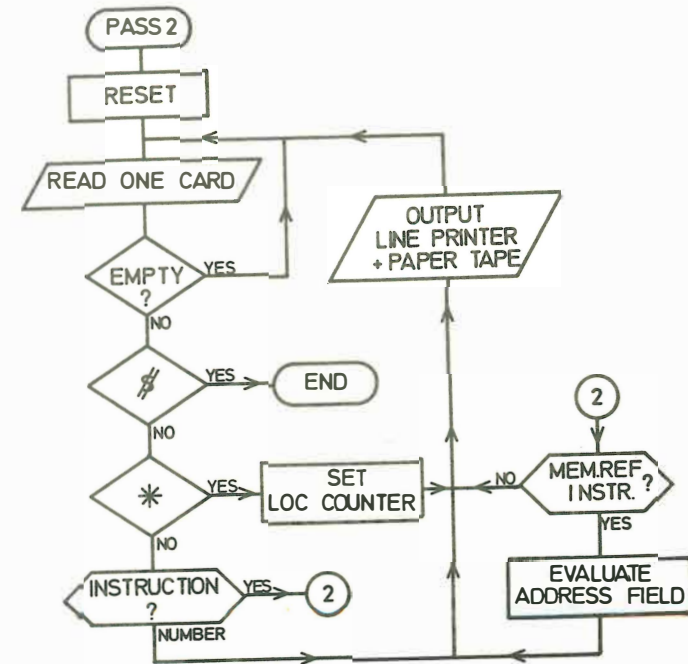 PASS 2
RESET
READ ONE CARD
EMPTY
?
YES
NO
$
YES
END
NO
*
YES
SET
LOC COUNTER
NO
INSTRUCTION
?
YES
2
NUMBER
OUTPUT
LINE PRINTER
+ PAPER TAPE
2
MEM.REF
INSTR. ?
NO
YES
EVALUATE
ADDRESS FIELD